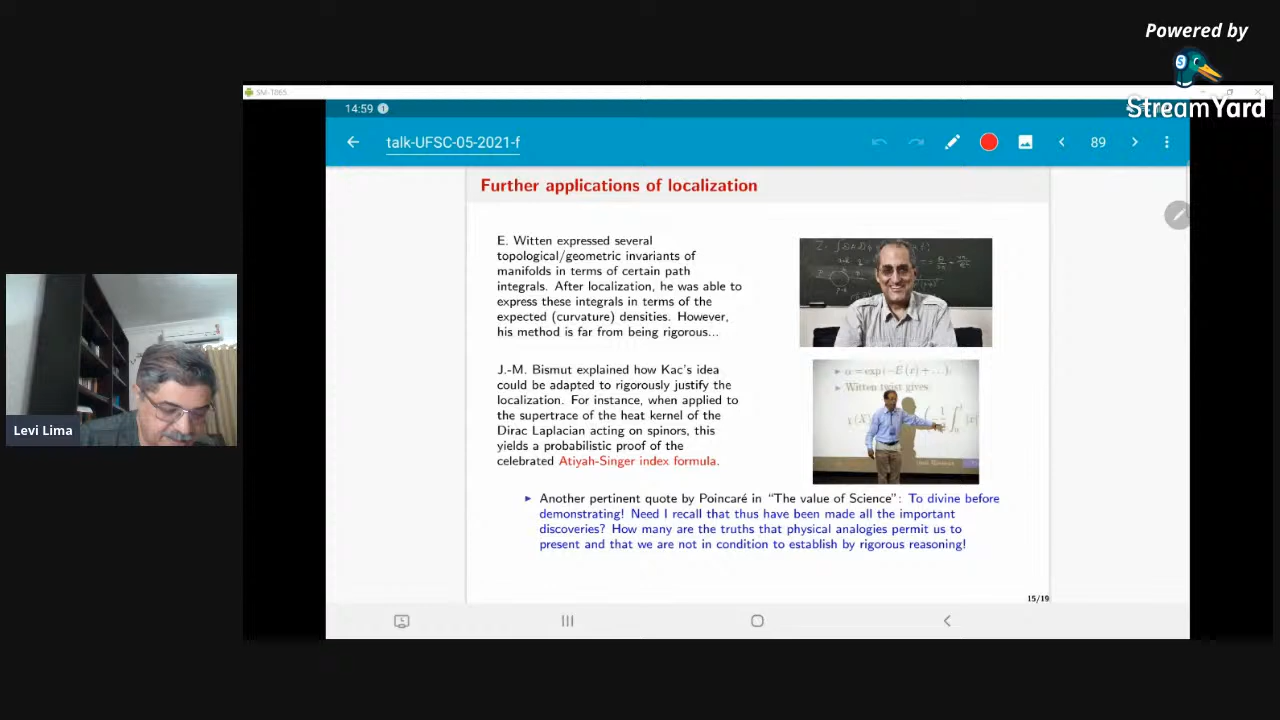 Powered by
StreamYard
SM-T865
14:59
talk-UFSC-05-2021-f
89
Further applications of localization
E. Witten expressed several
topological/geometric invariants of
manifolds in terms of certain path
integrals. After localization, he was able to
express these integrals in terms of the
expected (curvature) densities. However,
his method is far from being rigorous...
J.-M. Bismut explained how Kac's idea
could be adapted to rigorously justify the
localization. For instance, when applied to
the supertrace of the heat kernel of the
Dirac Laplacian acting on spinors, this
yields a probabilistic proof of the
celebrated Atiyah-Singer index formula.
Witten twist gives
Levi Lima
► Another pertinent quote by Poincaré in "The value of Science": To divine before
demonstrating! Need I recall that thus have been made all the important
discoveries? How many are the truths that physical analogies permit us to
present and that we are not in condition to establish by rigorous reasoning!
15/19